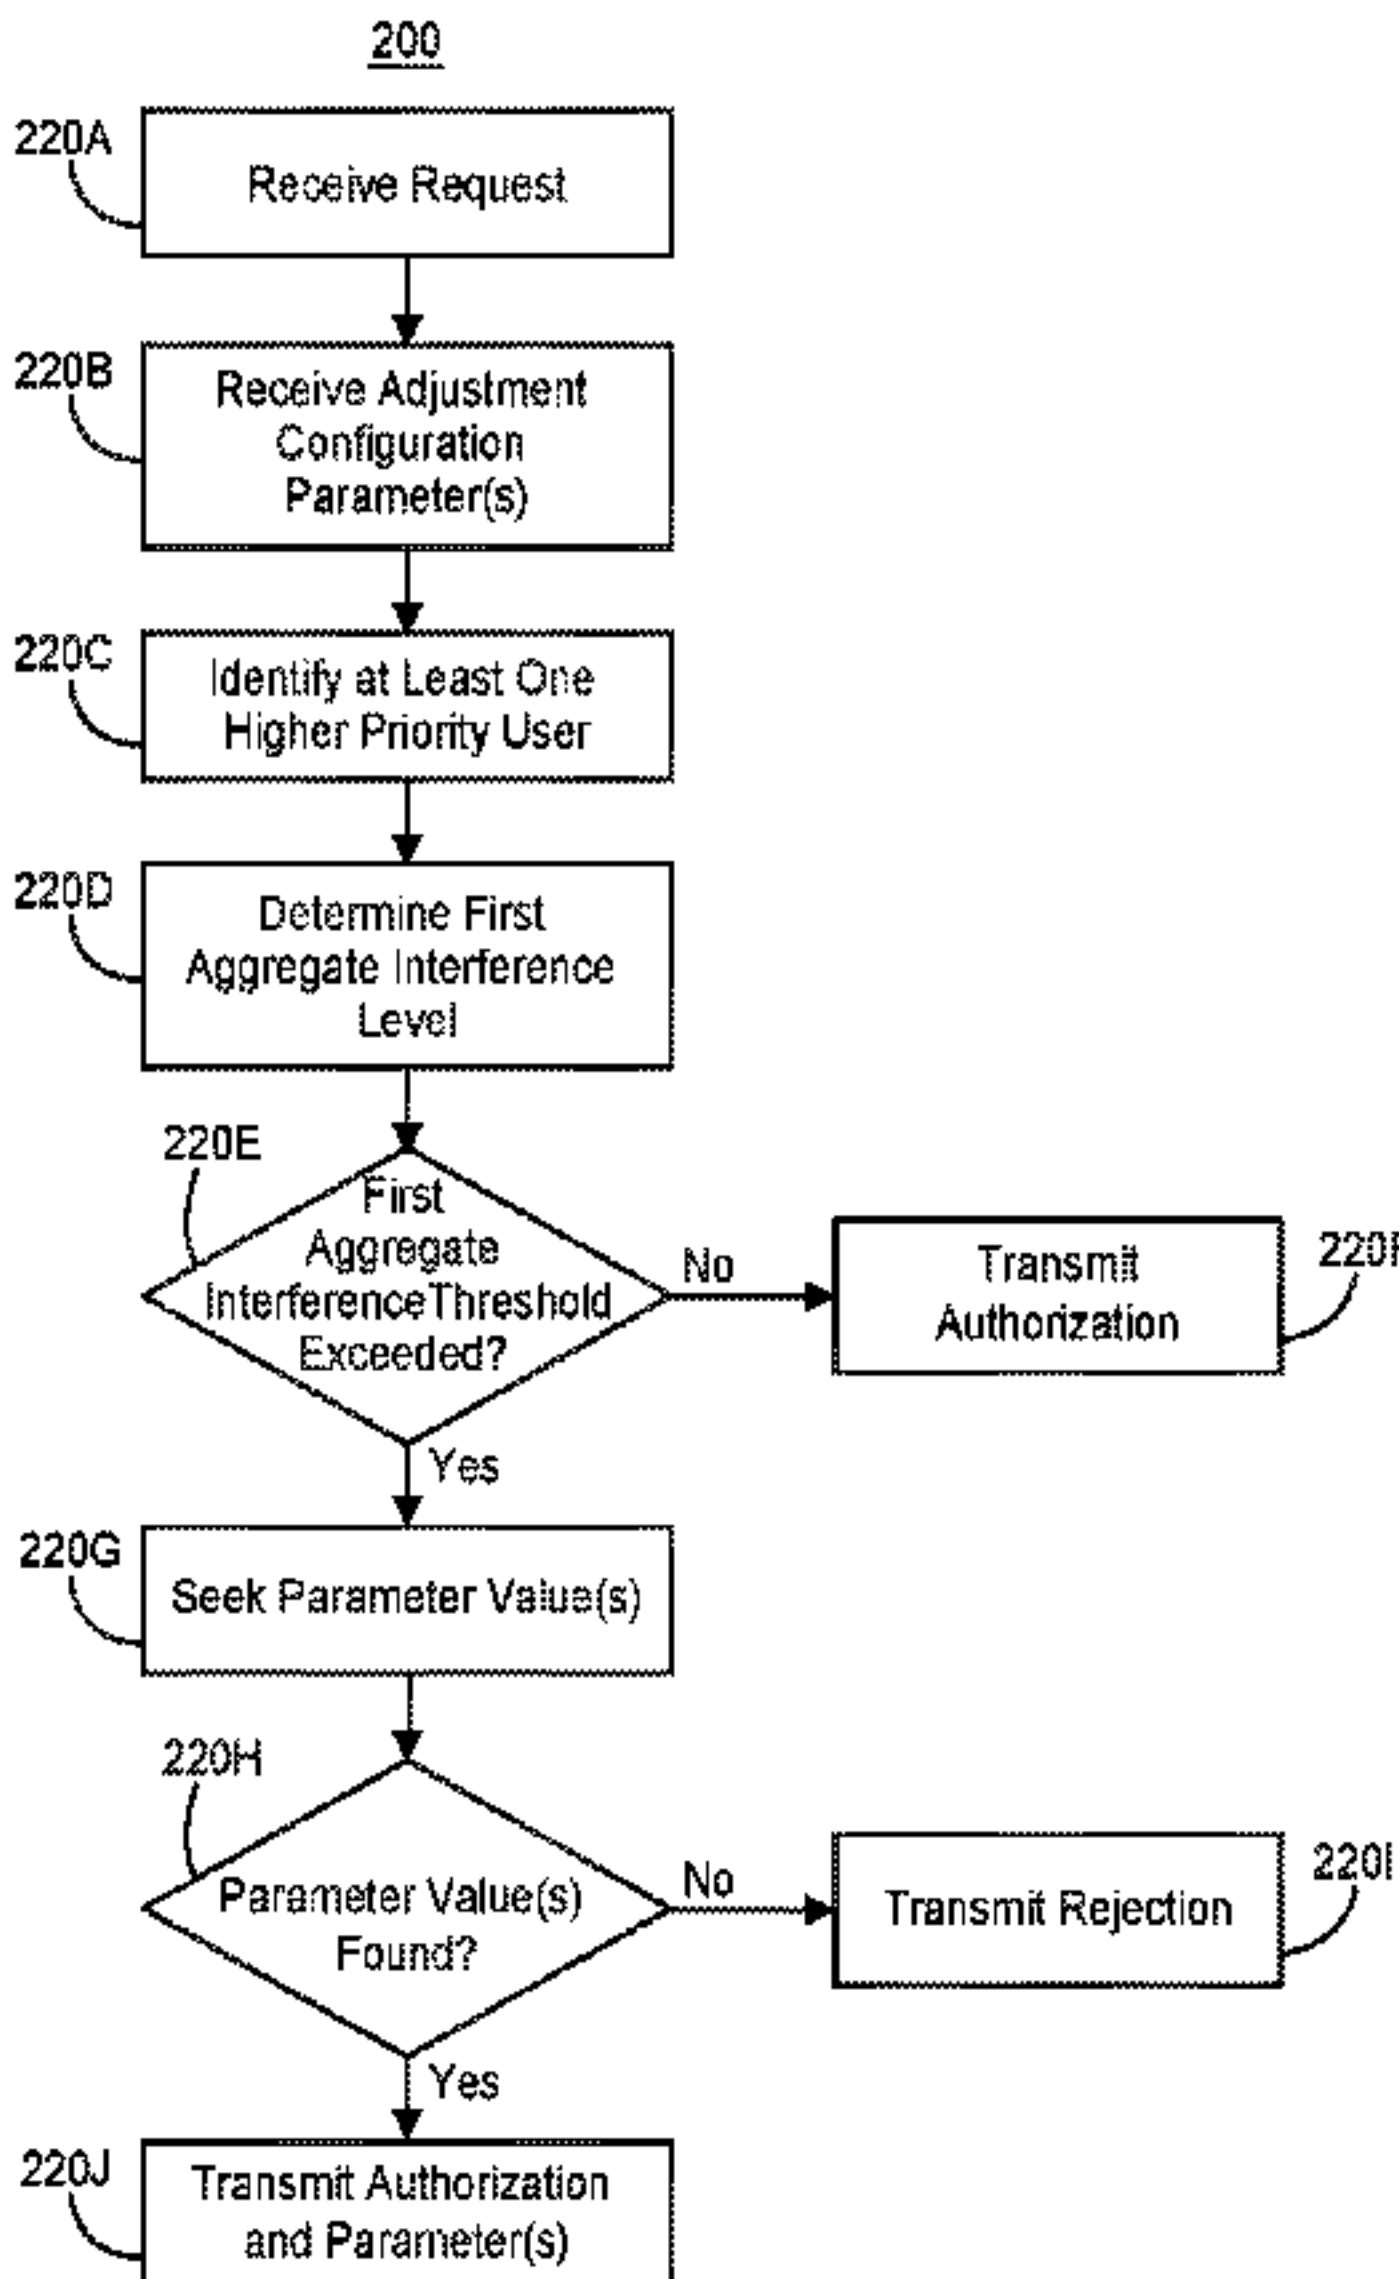 200
220A
Receive Request
220B
Receive Adjustment
Configuration
Parameter(s)
220C
Identify at Least One
Higher Priority User
220D
Determine First
Aggregate Interference
Level
220E
First
Aggregate
InterferenceThreshold
Exceeded?
No
Transmit
Authorization
220F
Yes
220G
Seek Parameter Value(s)
220H
Parameter Value(s)
Found?
No
Transmit Rejection
220I
Yes
220J
Transmit Authorization
and Parameter(s)